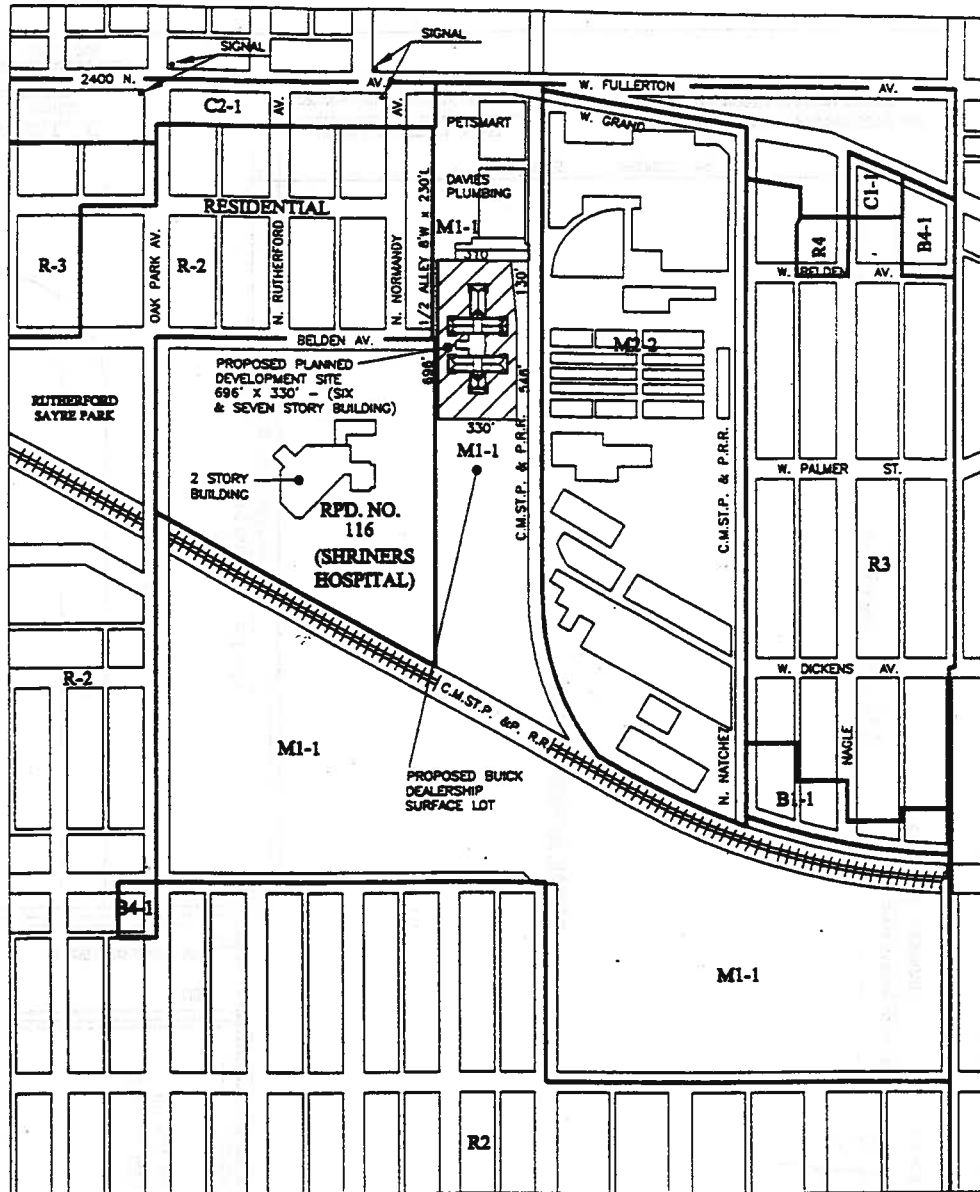 SIGNAL
SIGNAL
2400 N.
AV.
W. FULLERTON
AV.
C2-1
AV.
AV.
PETSMART
W. GRAND
DAVIES
PLUMBING
RESIDENTIAL
M1-1
310'
C1-1
R4
B4-1
R-3
OAK PARK AV.
R-2
N. RUTHERFORD
N. NORMANDY
1/2 ALLEY 8'W x 230'L
130'
W. BELDEN AV.
BELDEN AV.
M2-2
PROPOSED PLANNED
DEVELOPMENT SITE
696' X 330' - (SIX
& SEVEN STORY BUILDING)
696'
546'
RUTHERFORD
SAYRE PARK
330'
M1-1
C.M.ST.P. & P.R.R.
C.M.ST.P. & P.R.R.
W. PALMER ST.
2 STORY
BUILDING
RPD. NO.
116
(SHRINERS
HOSPITAL)
R3
R-2
W. DICKENS AV.
C.M.ST.P. &P. R.R.
M1-1
N. NATCHEZ
NAGLE
PROPOSED BUICK
DEALERSHIP
SURFACE LOT
B1-1
B4-1
M1-1
R2